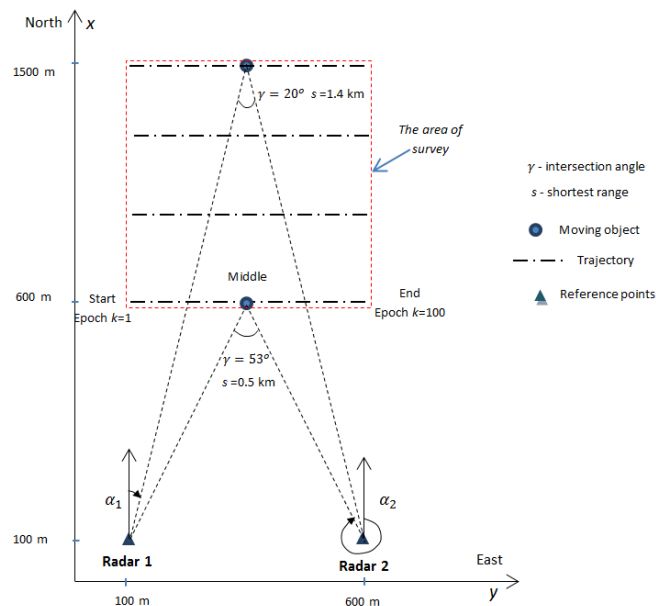 North
x
1500 m
γ = 20° s =1.4 km
The area of
survey
γ - intersection angle
s - shortest range
Moving object
Trajectory
Reference points
600 m
Start
Epoch k=1
Middle
End
Epoch k=100
γ = 53°
s =0.5 km
α₁
α₂
100 m
Radar 1
Radar 2
East
100 m
600 m
y